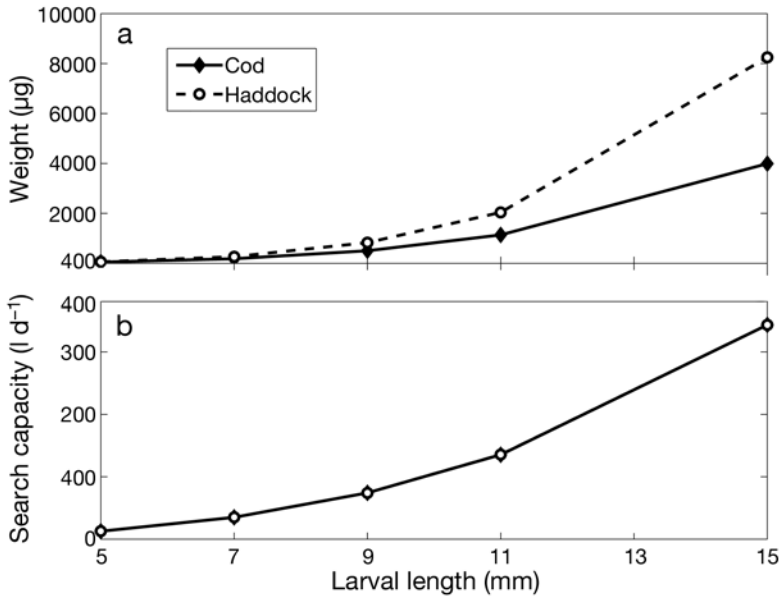 a
Cod
Haddock
Weight (µg)
10000
8000
6000
4000
2000
400
b
Search capacity (l d⁻¹)
400
300
200
400
0
5 7 9 11 13 15
Larval length (mm)